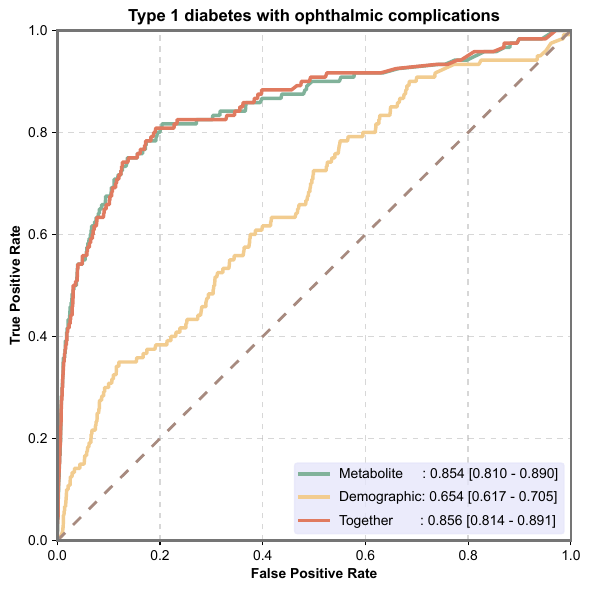 Type 1 diabetes with ophthalmic complications
1.0
0.8
0.6
0.4
0.2
0.0
True Positive Rate
Metabolite : 0.854 [0.810 - 0.890]
Demographic: 0.654 [0.617 - 0.705]
Together : 0.856 [0.814 - 0.891]
0.0 0.2 0.4 0.6 0.8 1.0
False Positive Rate